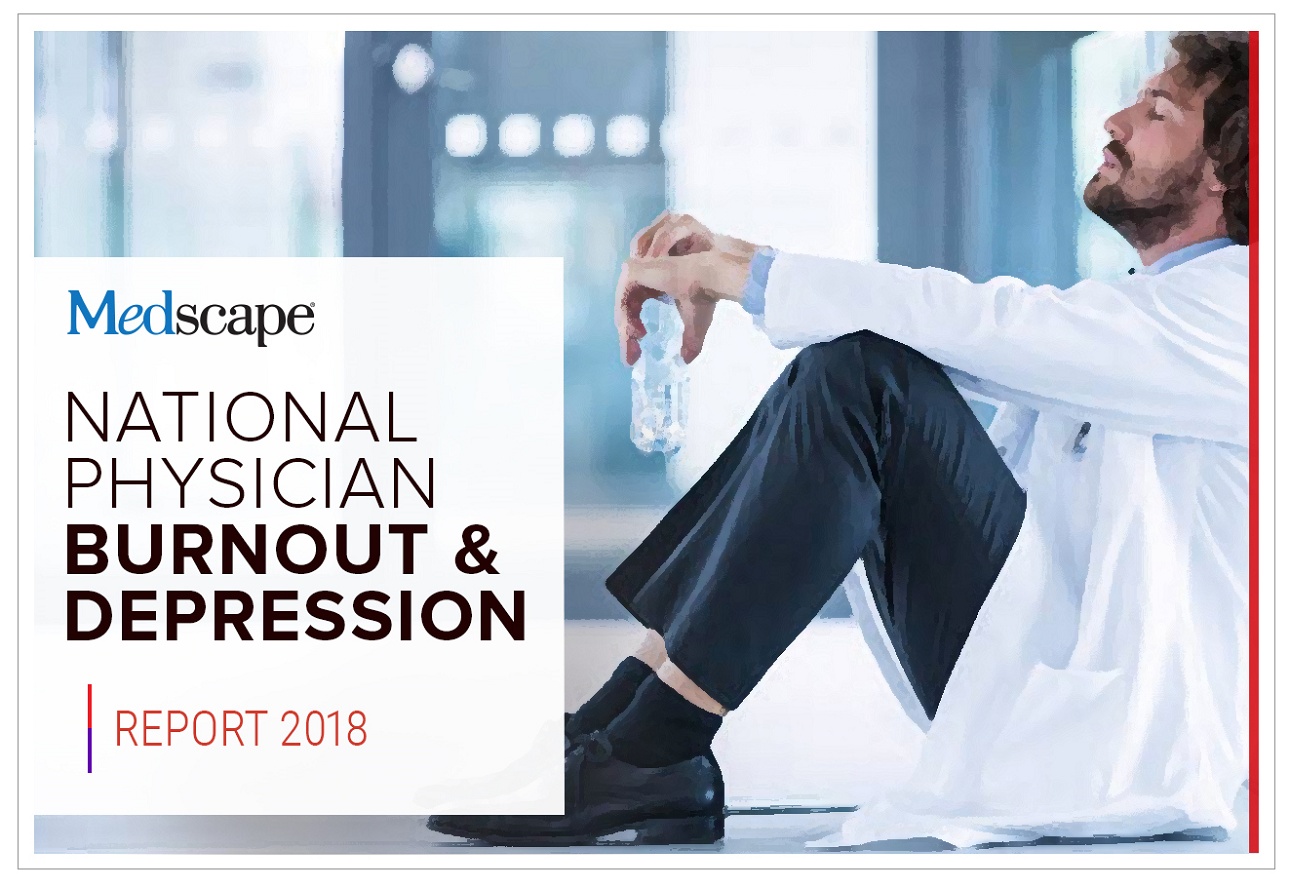 Medscape®
NATIONAL
PHYSICIAN
BURNOUT &
DEPRESSION
REPORT 2018